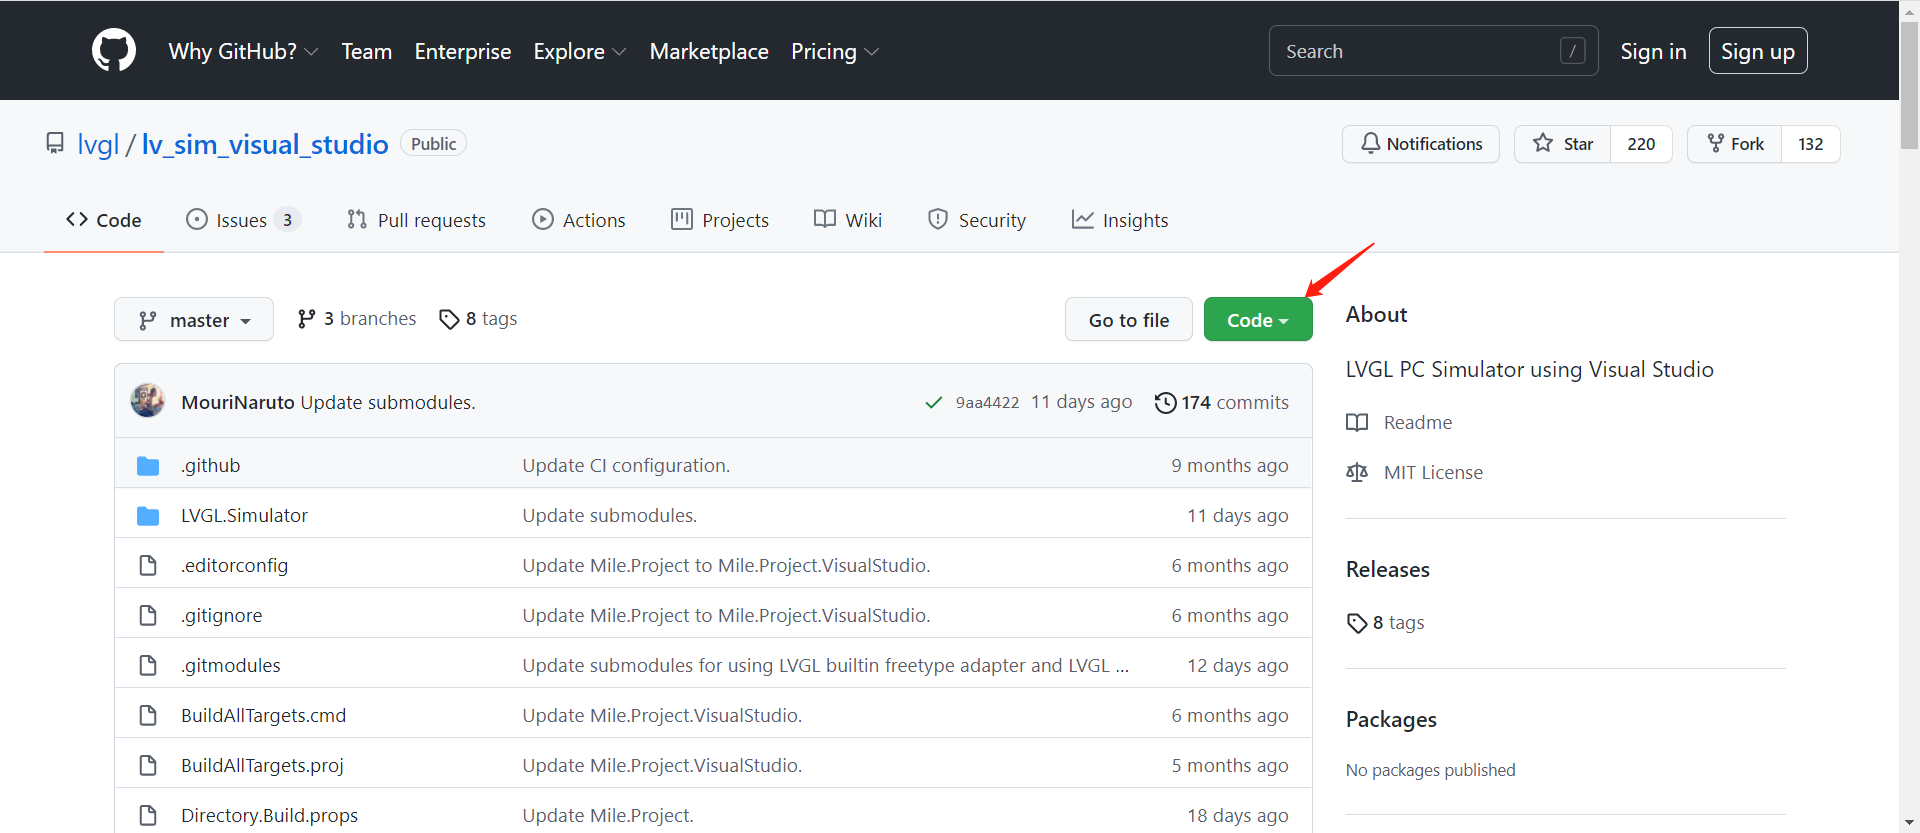 Why GitHub? Team Enterprise Explore Marketplace Pricing Search / Sign in Sign up
lvgl / lv_sim_visual_studio Public Notifications Star 220 Fork 132
Code Issues 3 Pull requests Actions Projects Wiki Security Insights
master 3 branches 8 tags Go to file Code
MouriNaruto Update submodules. 9aa4422 11 days ago 174 commits
.github Update CI configuration. 9 months ago
LVGL.Simulator Update submodules. 11 days ago
.editorconfig Update Mile.Project to Mile.Project.VisualStudio. 6 months ago
.gitignore Update Mile.Project to Mile.Project.VisualStudio. 6 months ago
.gitmodules Update submodules for using LVGL builtin freetype adapter and LVGL ... 12 days ago
BuildAllTargets.cmd Update Mile.Project.VisualStudio. 6 months ago
BuildAllTargets.proj Update Mile.Project.VisualStudio. 5 months ago
Directory.Build.props Update Mile.Project. 18 days ago
About
LVGL PC Simulator using Visual Studio
Readme
MIT License
Releases
8 tags
Packages
No packages published